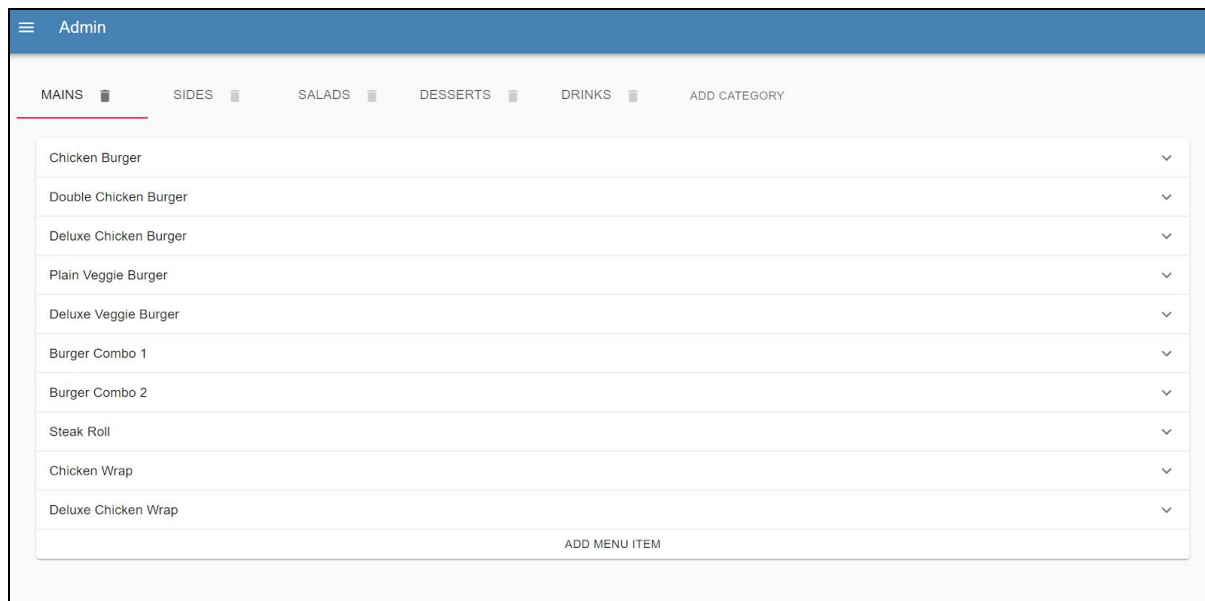 Admin
MAINS SIDES SALADS DESSERTS DRINKS ADD CATEGORY
Chicken Burger
Double Chicken Burger
Deluxe Chicken Burger
Plain Veggie Burger
Deluxe Veggie Burger
Burger Combo 1
Burger Combo 2
Steak Roll
Chicken Wrap
Deluxe Chicken Wrap
ADD MENU ITEM